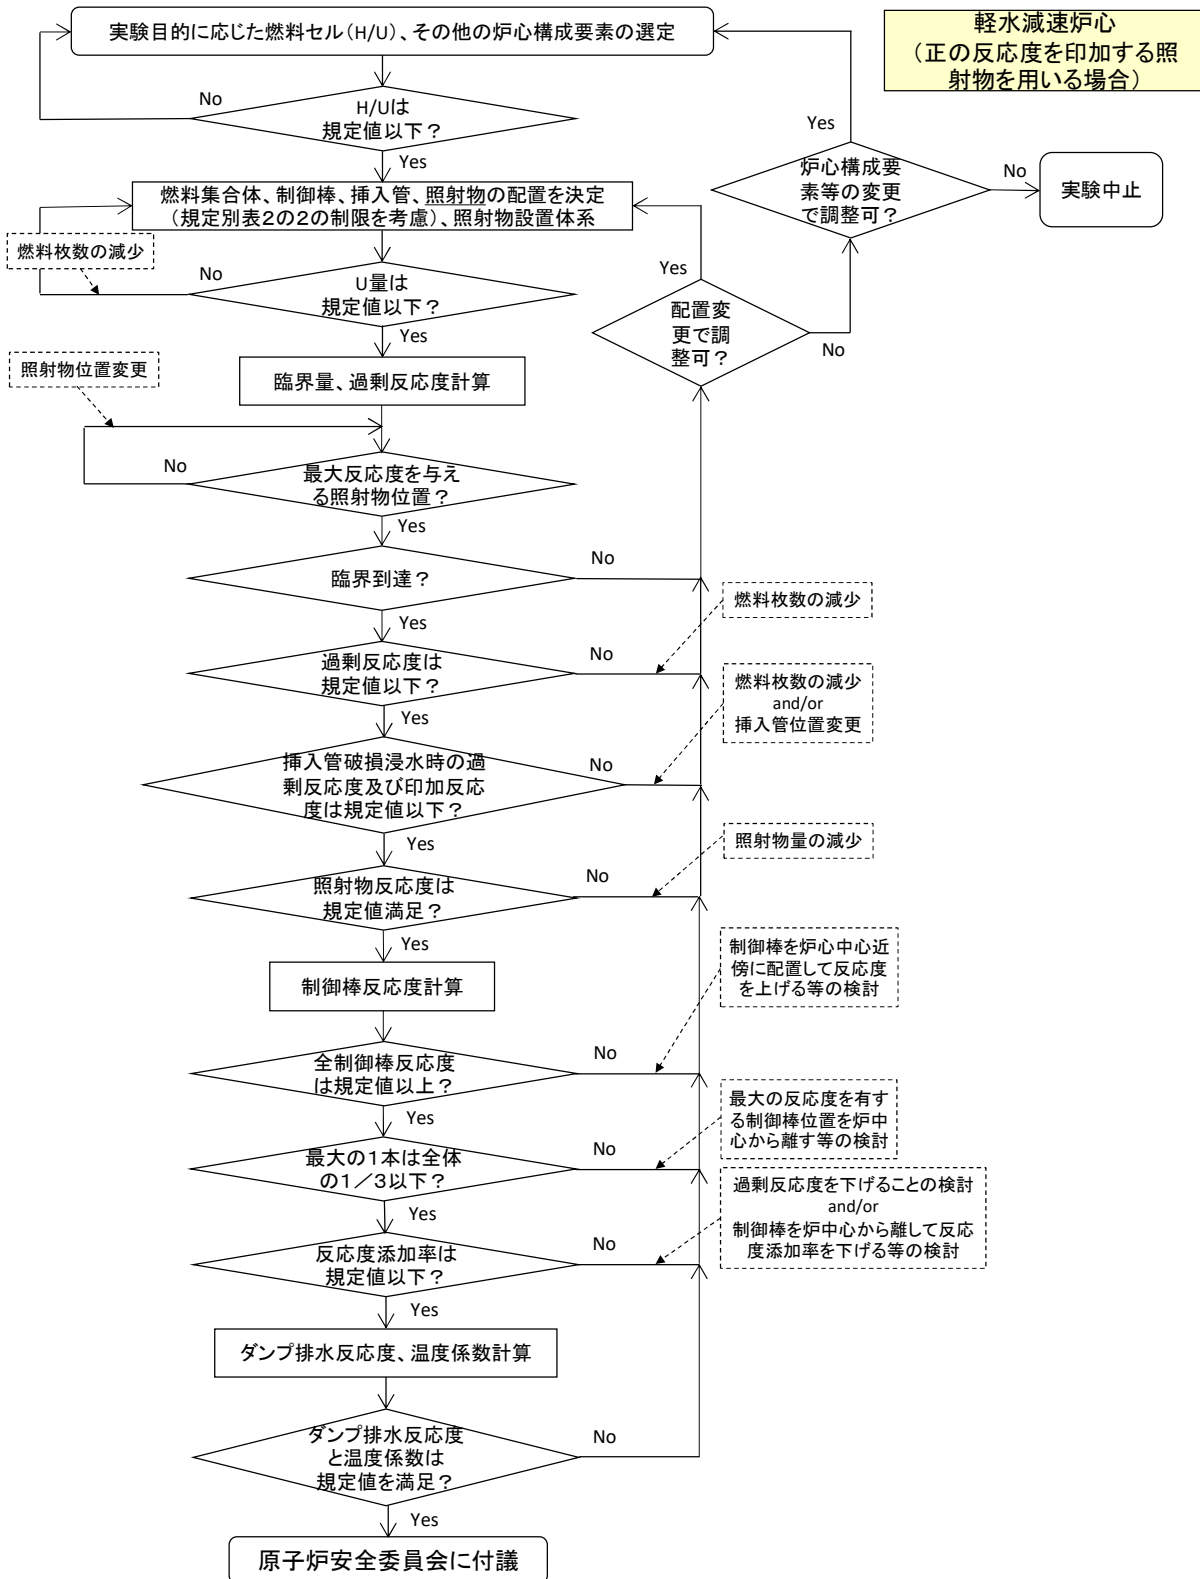 軽水減速炉心
（正の反応度を印加する照
射物を用いる場合）
実験目的に応じた燃料セル（H/U）、その他の炉心構成要素の選定
No
H/Uは
規定値以下？
Yes
燃料集合体、制御棒、挿入管、照射物の配置を決定
（規定別表2の2の制限を考慮）、照射物設置体系
燃料枚数の減少
No
U量は
規定値以下？
Yes
臨界量、過剰反応度計算
照射物位置変更
No
最大反応度を与え
る照射物位置？
Yes
臨界到達？
No
Yes
過剰反応度は
規定値以下？
No
燃料枚数の減少
Yes
挿入管破損浸水時の過
剰反応度及び印加反応
度は規定値以下？
No
燃料枚数の減少
and/or
挿入管位置変更
Yes
照射物反応度は
規定値満足？
No
照射物量の減少
Yes
制御棒反応度計算
全制御棒反応度
は規定値以上？
No
制御棒を炉心中心近
傍に配置して反応度
を上げる等の検討
Yes
最大の1本は全体
の1／3以下？
No
最大の反応度を有す
る制御棒位置を炉中
心から離す等の検討
Yes
反応度添加率は
規定値以下？
No
過剰反応度を下げることの検討
and/or
制御棒を炉中心から離して反応
度添加率を下げる等の検討
Yes
ダンプ排水反応度、温度係数計算
ダンプ排水反応度
と温度係数は
規定値を満足？
No
Yes
原子炉安全委員会に付議
配置変
更で調
整可？
Yes
No
炉心構成要
素等の変更
で調整可？
Yes
No
実験中止